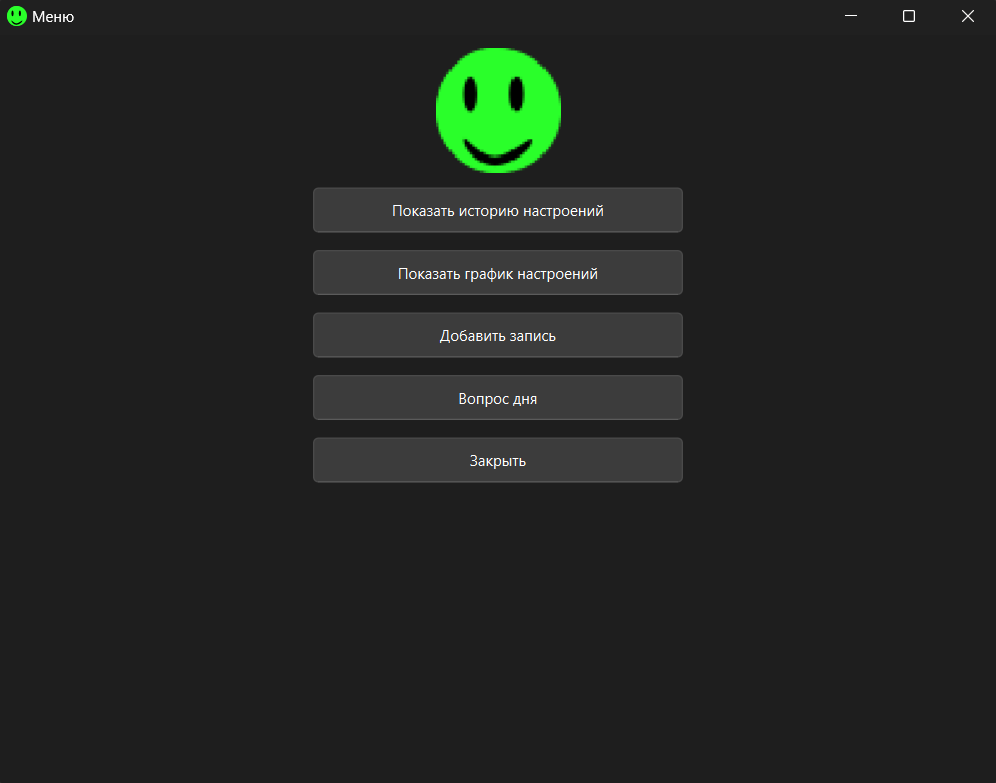 Меню
Показать историю настроений
Показать график настроений
Добавить запись
Вопрос дня
Закрыть